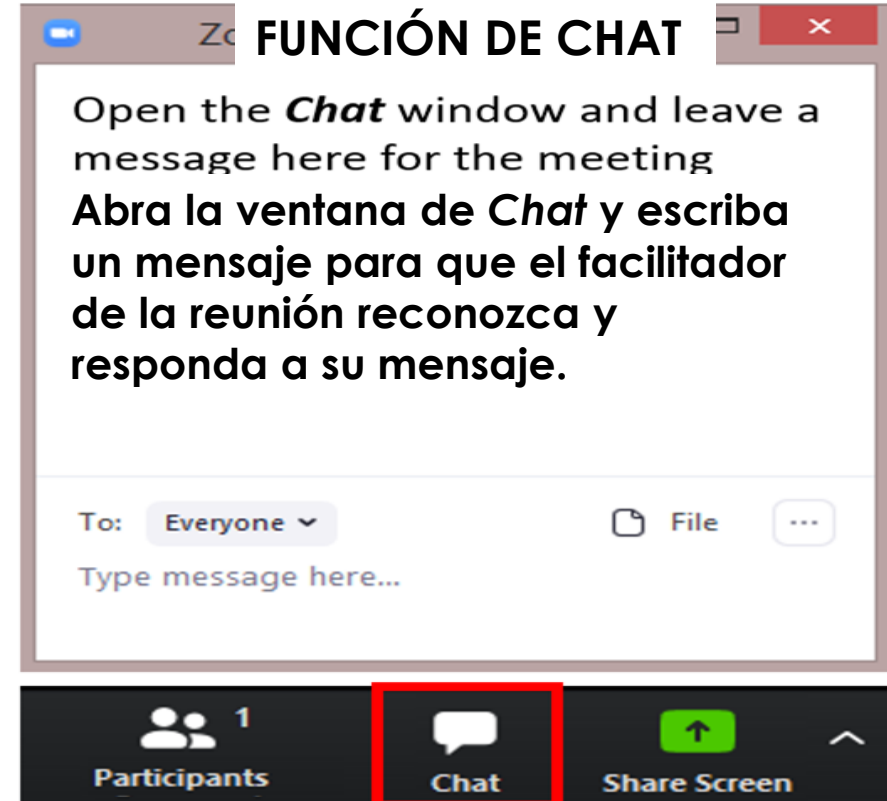 Zo FUNCIÓN DE CHAT
Open the Chat window and leave a
message here for the meeting
Abra la ventana de Chat y escriba
un mensaje para que el facilitador
de la reunión reconozca y
responda a su mensaje.
To: Everyone File ...
Type message here...
1
Participants Chat Share Screen